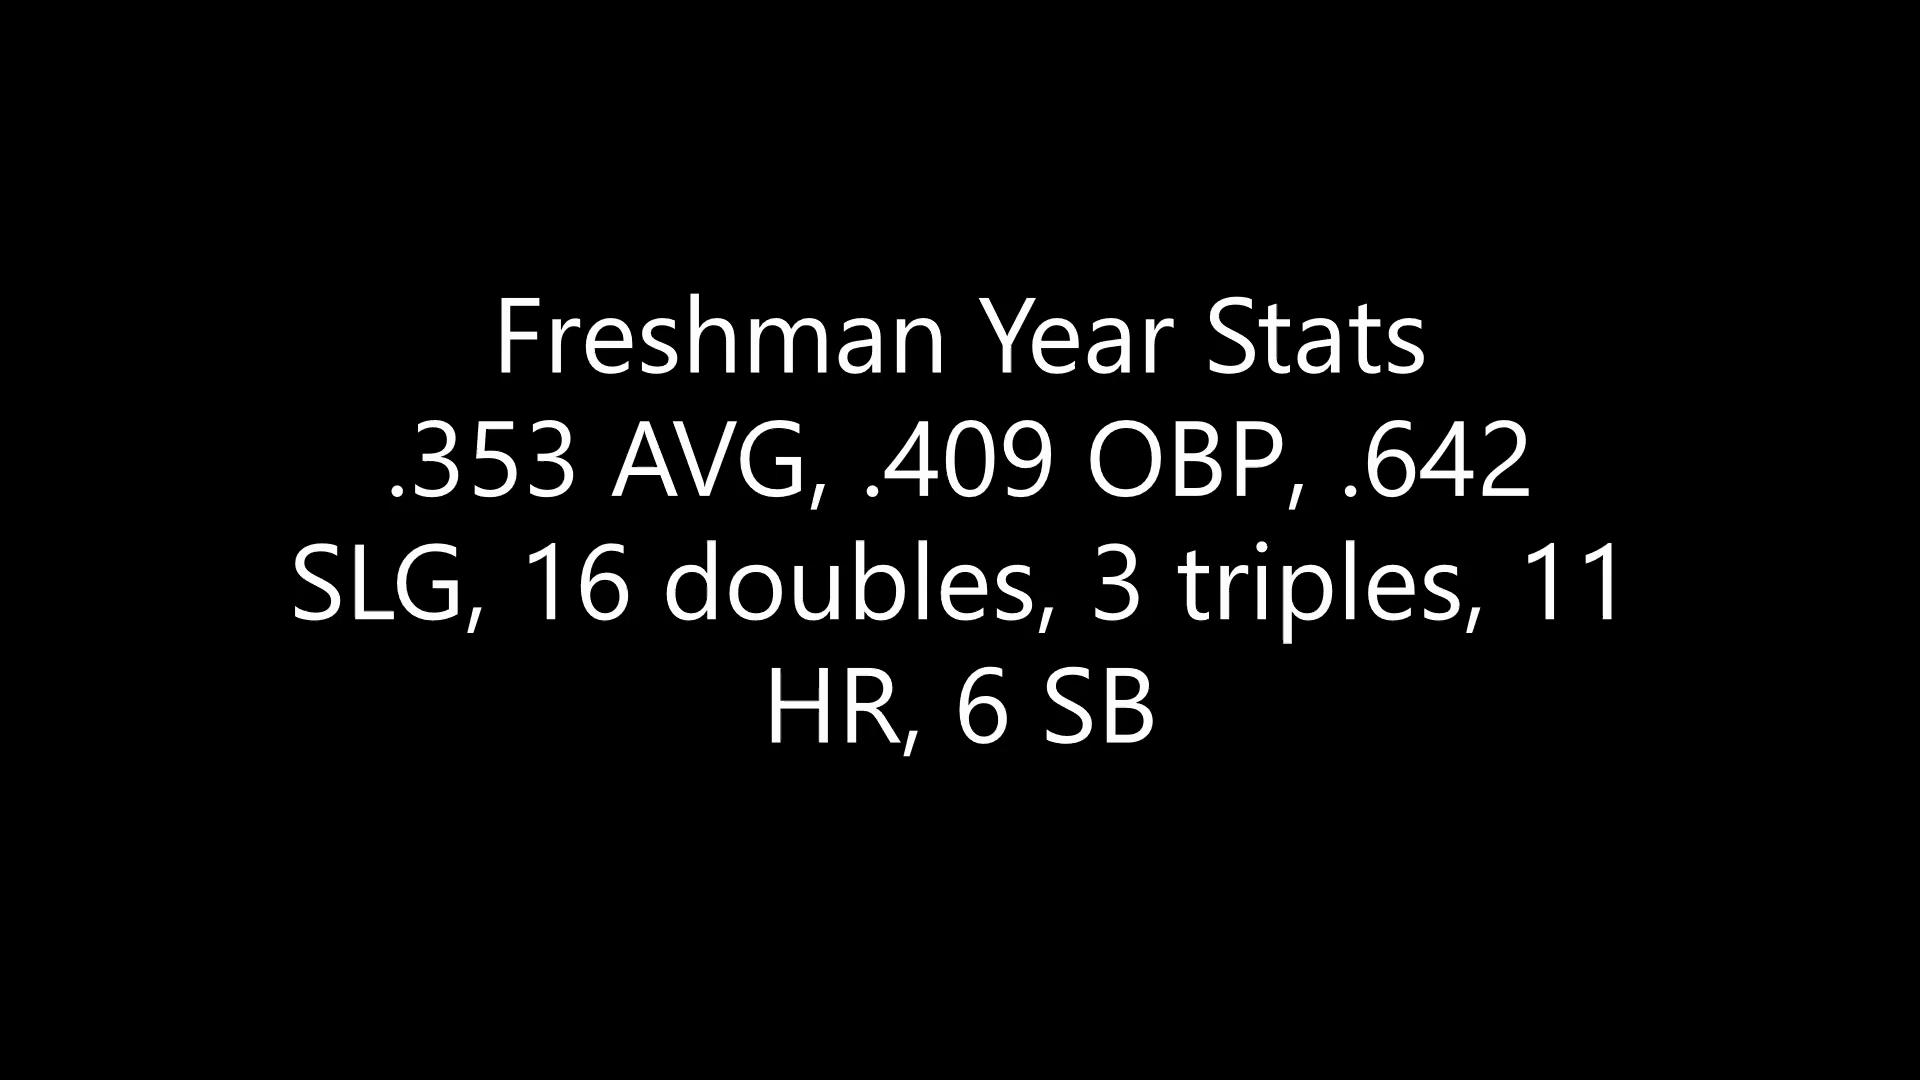 Freshman Year Stats
.353 AVG, .409 OBP, .642
SLG, 16 doubles, 3 triples, 11
HR, 6 SB